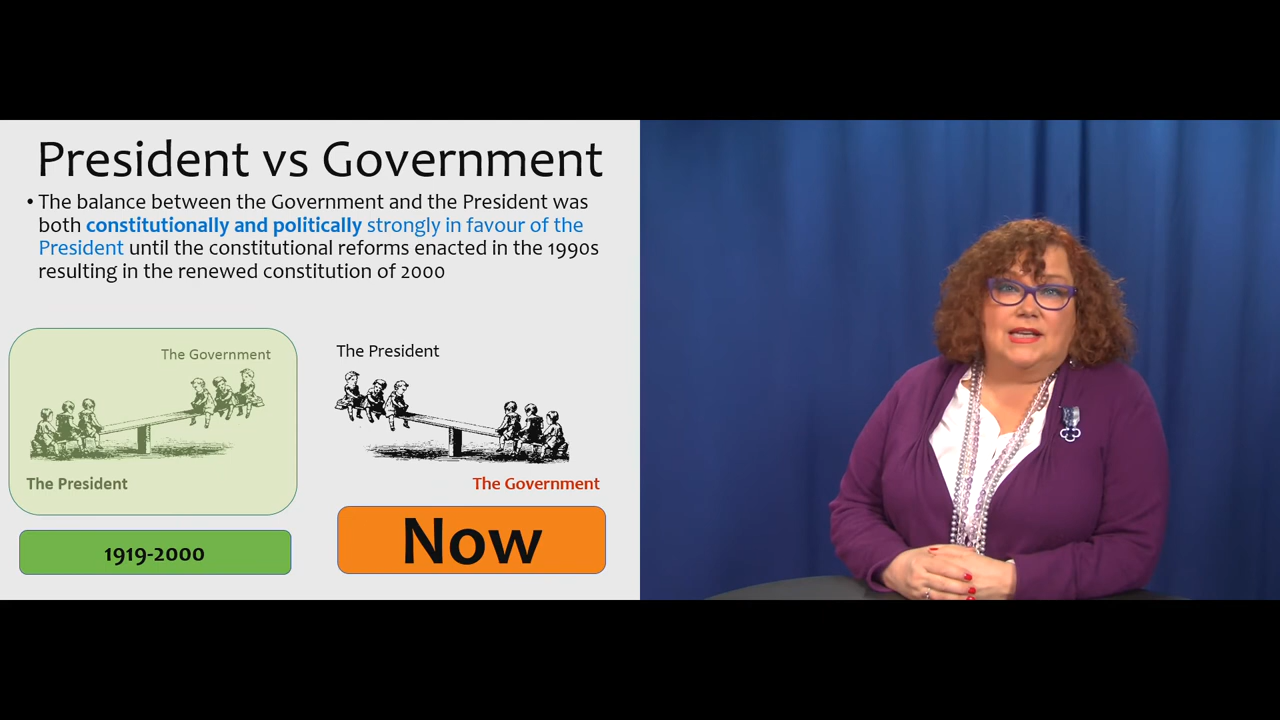 President vs Government
• The balance between the Government and the President was
both constitutionally and politically strongly in favour of the
President until the constitutional reforms enacted in the 1990s
resulting in the renewed constitution of 2000
The Government
The President
The President
The Government
1919-2000
Now